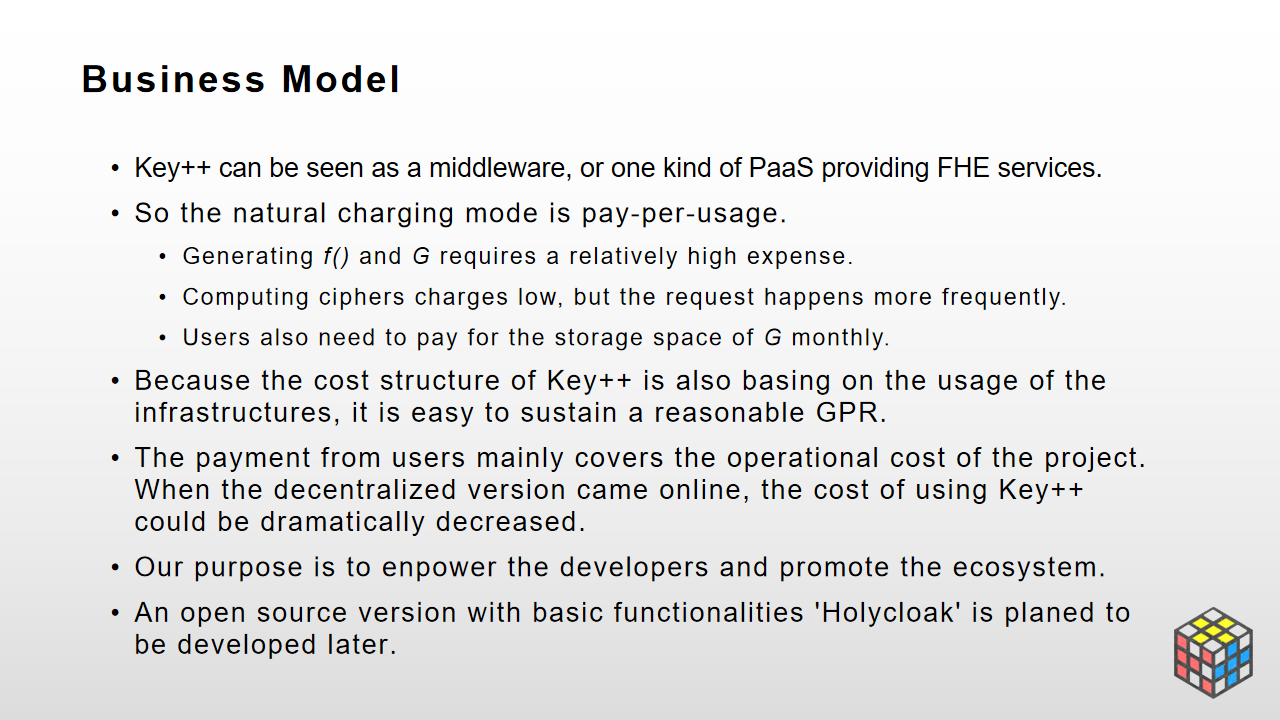 Business Model
• Key++ can be seen as a middleware, or one kind of PaaS providing FHE services.
• So the natural charging mode is pay-per-usage.
• Generating f() and G requires a relatively high expense.
• Computing ciphers charges low, but the request happens more frequently.
• Users also need to pay for the storage space of G monthly.
• Because the cost structure of Key++ is also basing on the usage of the
infrastructures, it is easy to sustain a reasonable GPR.
• The payment from users mainly covers the operational cost of the project.
When the decentralized version came online, the cost of using Key++
could be dramatically decreased.
• Our purpose is to enpower the developers and promote the ecosystem.
• An open source version with basic functionalities 'Holycloak' is planed to
be developed later.